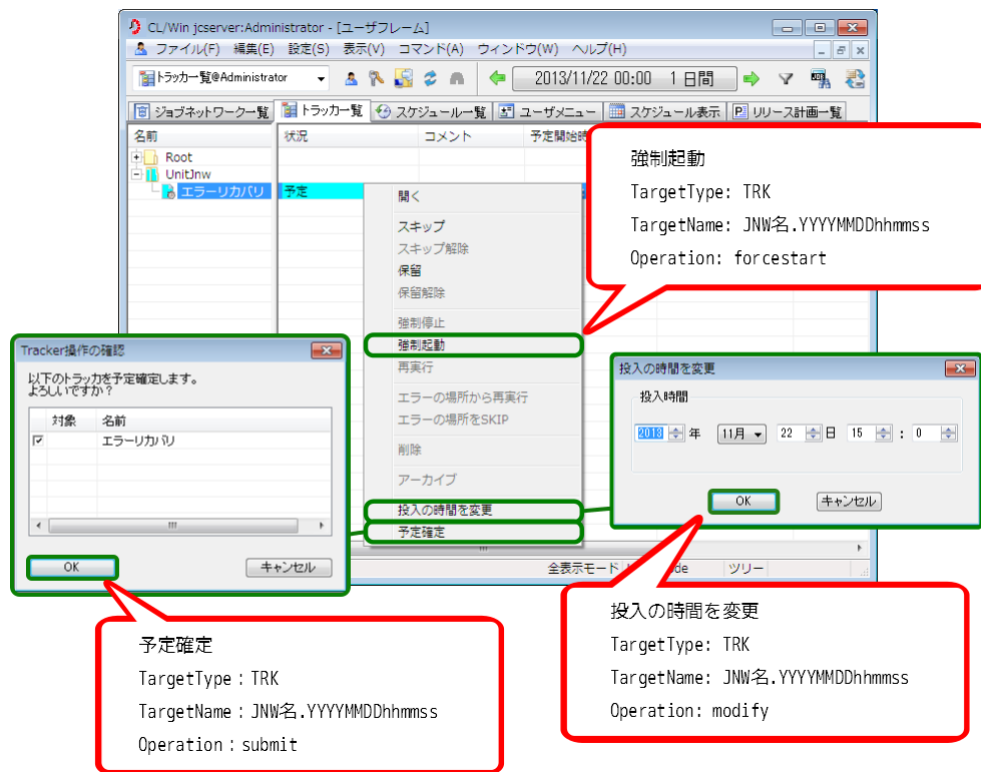 CL/Win jcserver:Administrator - [ユーザフレーム]
ファイル(F) 編集(E) 設定(S) 表示(V) コマンド(A) ウィンドウ(W) ヘルプ(H)
トラッカ一覧@Administrator 2013/11/22 00:00 1 日間
ジョブネットワーク一覧 トラッカ一覧 スケジュール一覧 ユーザメニュー スケジュール表示 リリース計画一覧
名前 状況 コメント 予定開始時
Root
UnitJnw
エラーリカバリ 予定
開く
スキップ
スキップ解除
保留
保留解除
強制停止
強制起動
再実行
エラーの場所から再実行
エラーの場所をSKIP
削除
アーカイブ
投入の時間を変更
予定確定
全表示モード de ツリー
強制起動
TargetType: TRK
TargetName: JNW名.YYYYMMDDhhmmss
Operation: forcestart
Tracker操作の確認
以下のトラッカを予定確定します。
よろしいですか?
対象 名前
エラーリカバリ
OK キャンセル
投入の時間を変更
投入時間
2013 年 11月 22 日 15 : 0
OK キャンセル
予定確定
TargetType:TRK
TargetName:JNW名.YYYYMMDDhhmmss
Operation:submit
投入の時間を変更
TargetType: TRK
TargetName: JNW名.YYYYMMDDhhmmss
Operation: modify